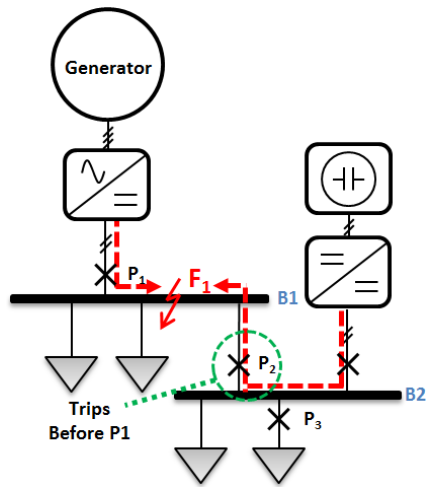 Generator
P1
F1
B1
P2
Trips
Before P1
B2
P3